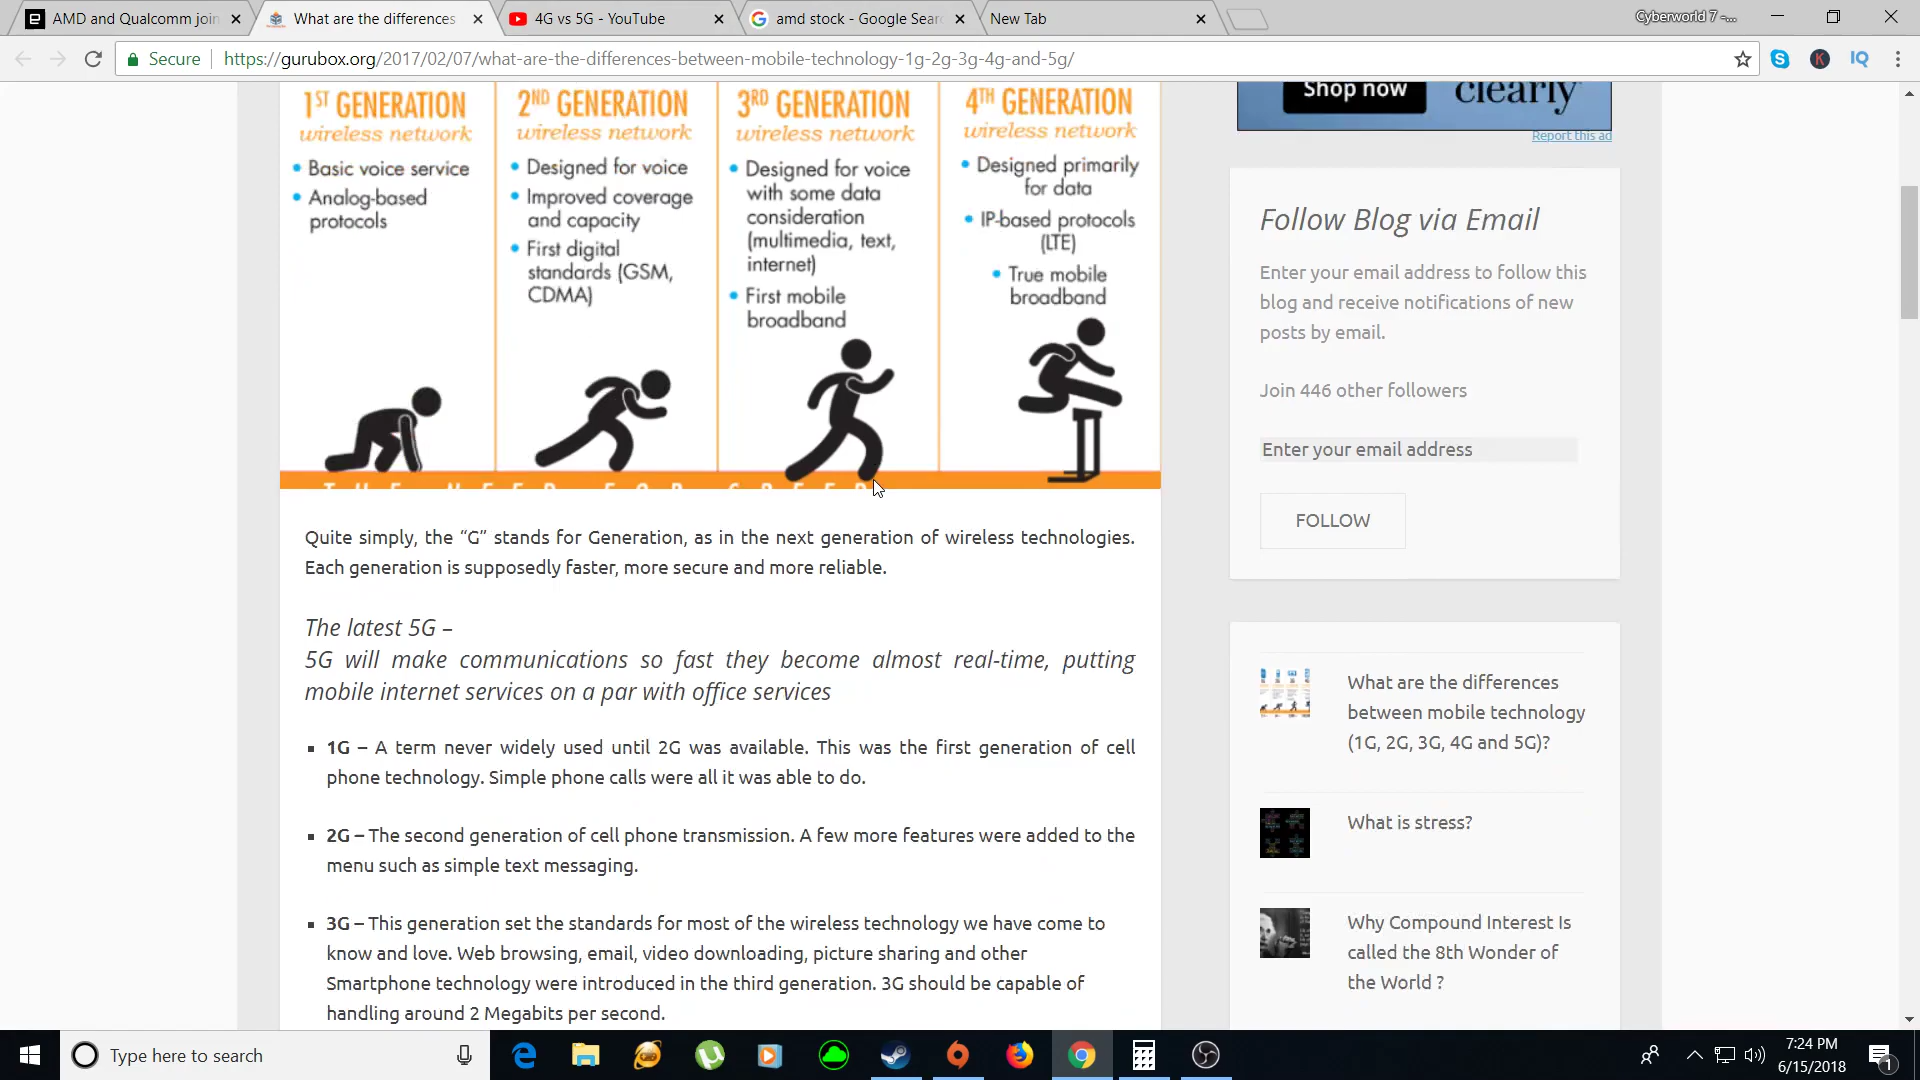 AMD and Qualcomm join
What are the differences
4G vs 5G - YouTube
amd stock - Google Sear
New Tab
Cyberworld 7 -...
Secure
https://gurubox.org/2017/02/07/what-are-the-differences-between-mobile-technology-1g-2g-3g-4g-and-5g/
K
IQ
1ST GENERATION
wireless network
• Basic voice service
• Analog-based
protocols
2ND GENERATION
wireless network
• Designed for voice
• Improved coverage
and capacity
• First digital
standards (GSM,
CDMA)
3RD GENERATION
wireless network
• Designed for voice
with some data
consideration
(multimedia, text,
internet)
• First mobile
broadband
4TH GENERATION
wireless network
• Designed primarily
for data
• IP-based protocols
(LTE)
• True mobile
broadband
Quite simply, the “G” stands for Generation, as in the next generation of wireless technologies.
Each generation is supposedly faster, more secure and more reliable.
The latest 5G –
5G will make communications so fast they become almost real-time, putting
mobile internet services on a par with office services
▪ 1G – A term never widely used until 2G was available. This was the first generation of cell
phone technology. Simple phone calls were all it was able to do.
▪ 2G – The second generation of cell phone transmission. A few more features were added to the
menu such as simple text messaging.
▪ 3G – This generation set the standards for most of the wireless technology we have come to
know and love. Web browsing, email, video downloading, picture sharing and other
Smartphone technology were introduced in the third generation. 3G should be capable of
handling around 2 Megabits per second.
Shop now
clearly
Report this ad
Follow Blog via Email
Enter your email address to follow this
blog and receive notifications of new
posts by email.
Join 446 other followers
Enter your email address
FOLLOW
What are the differences
between mobile technology
(1G, 2G, 3G, 4G and 5G)?
What is stress?
Why Compound Interest Is
called the 8th Wonder of
the World ?
Type here to search
7:24 PM
6/15/2018
1